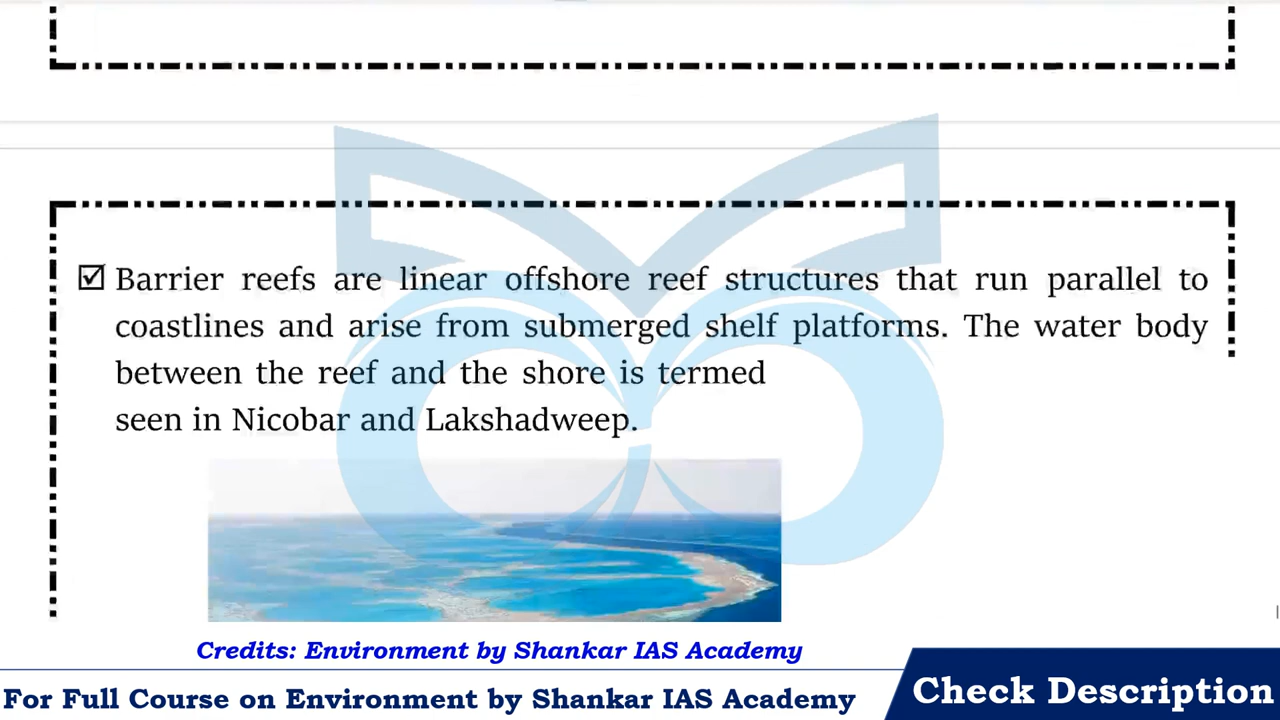 ☑ Barrier reefs are linear offshore reef structures that run parallel to
coastlines and arise from submerged shelf platforms. The water body
between the reef and the shore is termed
seen in Nicobar and Lakshadweep.
Credits: Environment by Shankar IAS Academy
For Full Course on Environment by Shankar IAS Academy
Check Description